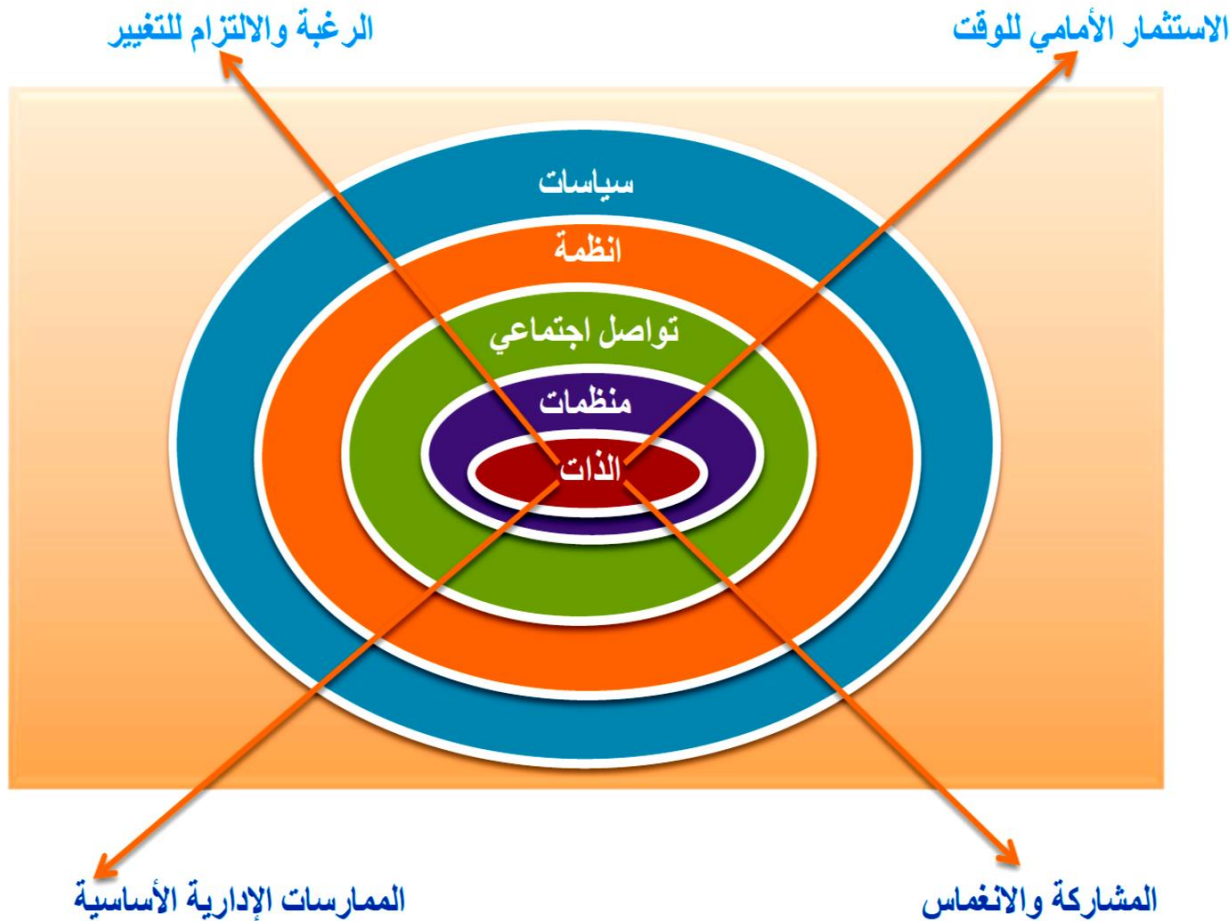 الاستثمار الأمامي للوقت
الرغبة والالتزام للتغيير
سياسات
انظمة
تواصل اجتماعي
منظمات
الذات
المشاركة والانغماس
الممارسات الإدارية الأساسية